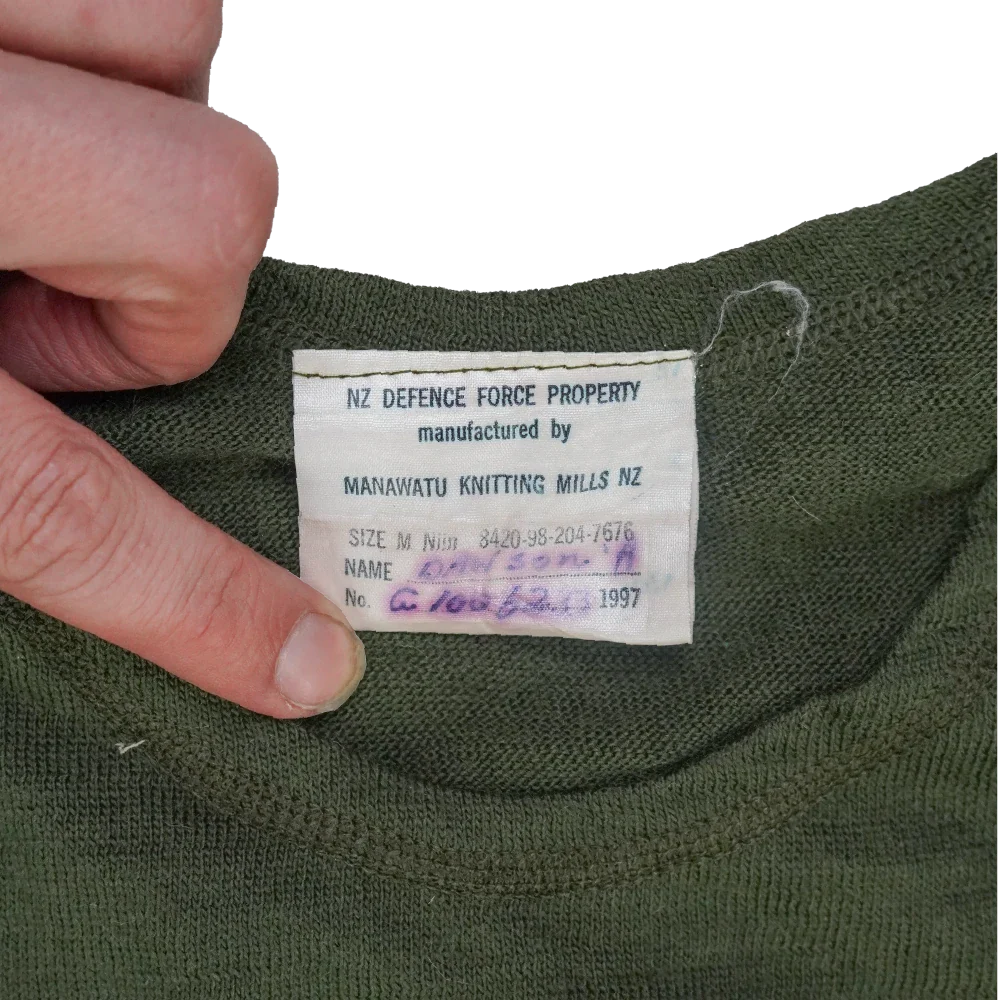 NZ DEFENCE FORCE PROPERTY
manufactured by
MANAWATU KNITTING MILLS NZ
SIZE M NIIN 8420-98-204-7676
NAME DAWSON. A
No. 1997